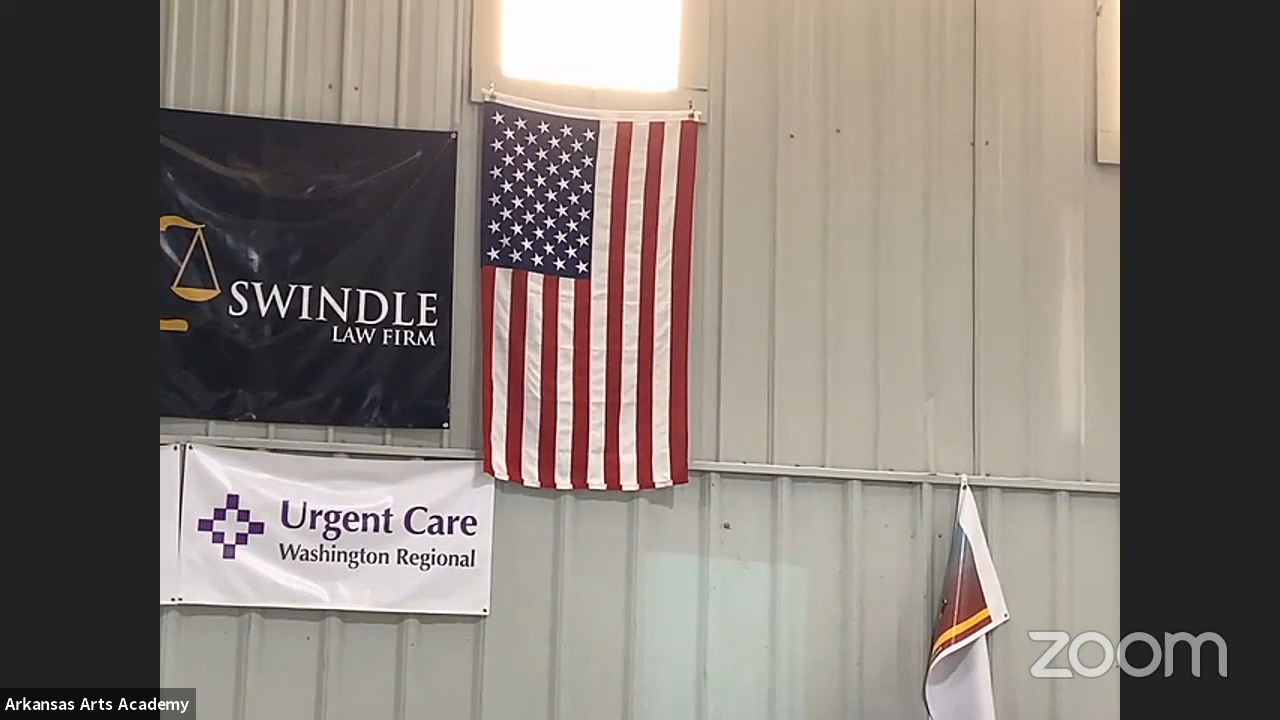 SWINDLE
LAW FIRM
Urgent Care
Washington Regional
zoom
Arkansas Arts Academy